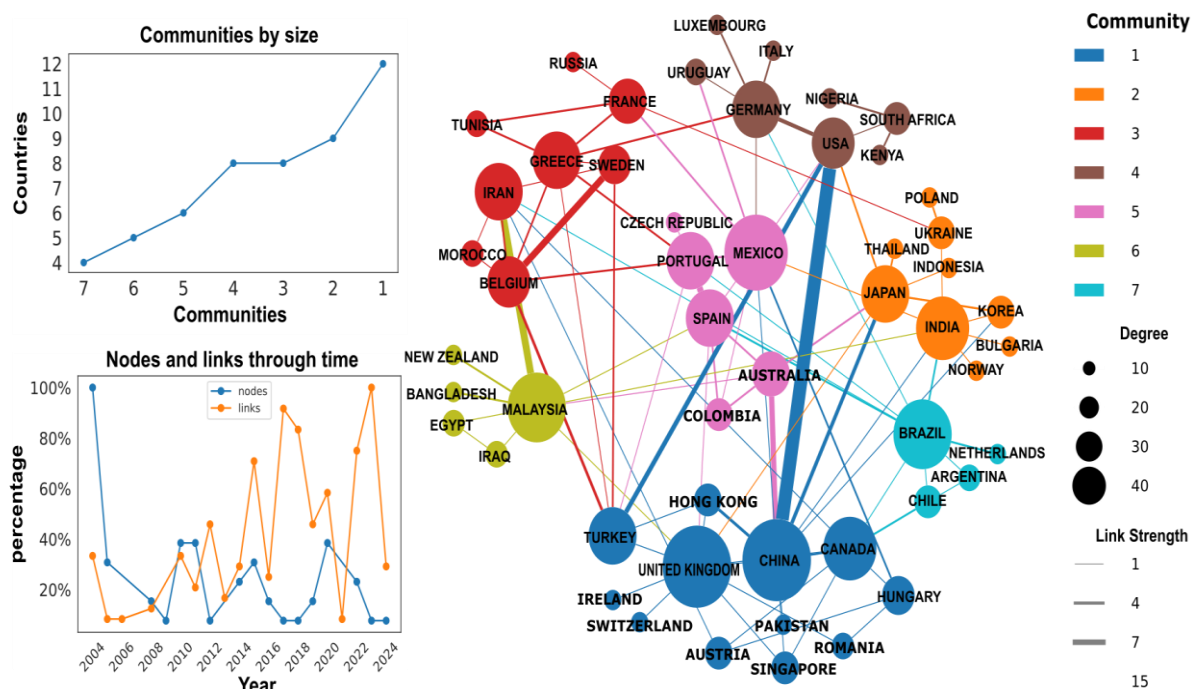 Communities by size
Countries
12
11
10
9
8
7
6
5
4
7 6 5 4 3 2 1
Communities
Nodes and links through time
percentage
100%
80%
60%
40%
20%
nodes
links
2004 2006 2008 2010 2012 2014 2016 2018 2020 2022 2024
Year
LUXEMBOURG
ITALY
RUSSIA
URUGUAY
FRANCE
GERMANY
NIGERIA
SOUTH AFRICA
TUNISIA
USA
KENYA
GREECE
SWEDEN
IRAN
POLAND
CZECH REPUBLIC
UKRAINE
MOROCCO
MEXICO
THAILAND
PORTUGAL
INDONESIA
BELGIUM
JAPAN
SPAIN
KOREA
INDIA
BULGARIA
NEW ZEALAND
NORWAY
AUSTRALIA
BANGLADESH
MALAYSIA
COLOMBIA
EGYPT
BRAZIL
IRAQ
NETHERLANDS
ARGENTINA
HONG KONG
CHILE
TURKEY
CANADA
UNITED KINGDOM
CHINA
IRELAND
HUNGARY
SWITZERLAND
PAKISTAN
ROMANIA
AUSTRIA
SINGAPORE
Community
1
2
3
4
5
6
7
Degree
10
20
30
40
Link Strength
1
4
7
15